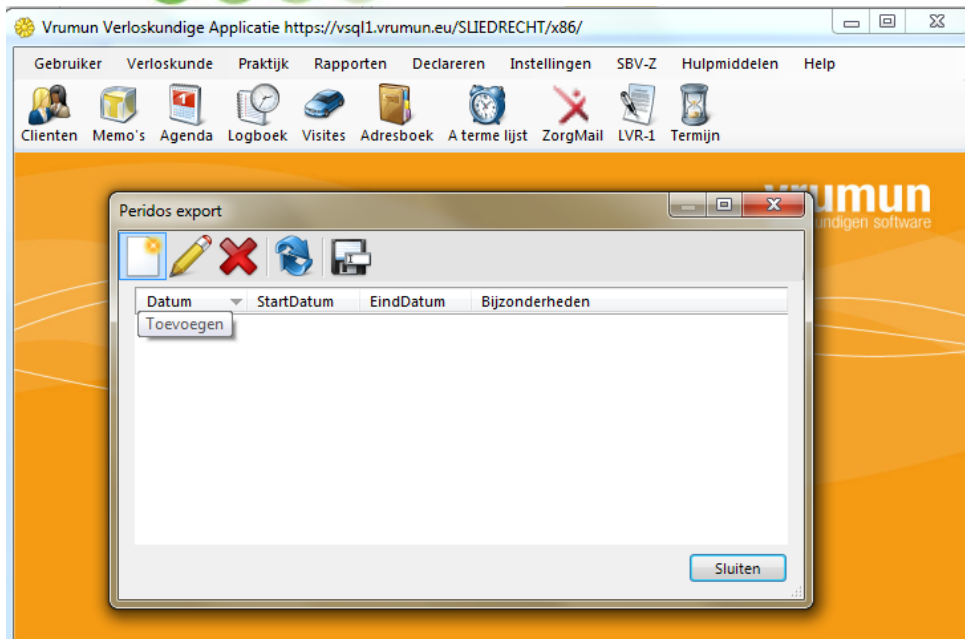 Vrumun Verloskundige Applicatie https://vsql1.vrumun.eu/SLIEDRECHT/x86/
Gebruiker Verloskunde Praktijk Rapporten Declareren Instellingen SBV-Z Hulpmiddelen Help
Clienten Memo's Agenda Logboek Visites Adresboek A terme lijst ZorgMail LVR-1 Termijn
Peridos export
Datum StartDatum EindDatum Bijzonderheden
Toevoegen
Sluiten
software